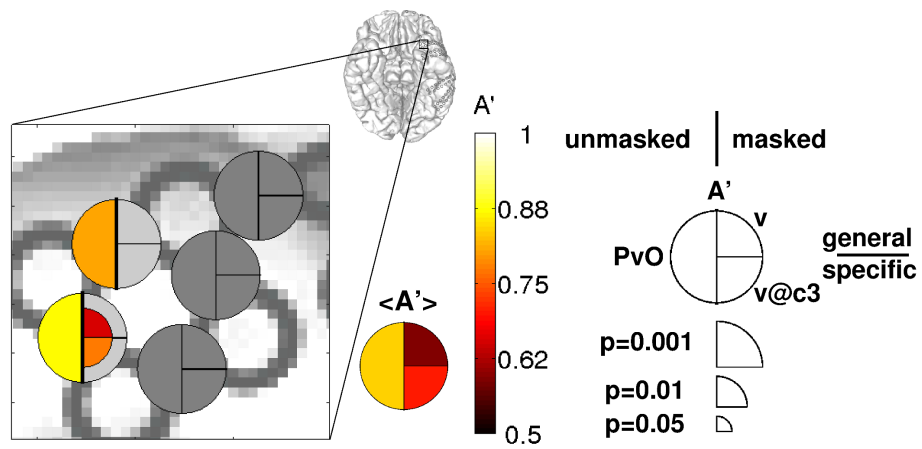 A'
1
0.88
0.75
0.62
0.5
<A'>
unmasked | masked
A'
v
PvO
v@c3
general
specific
p=0.001
p=0.01
p=0.05